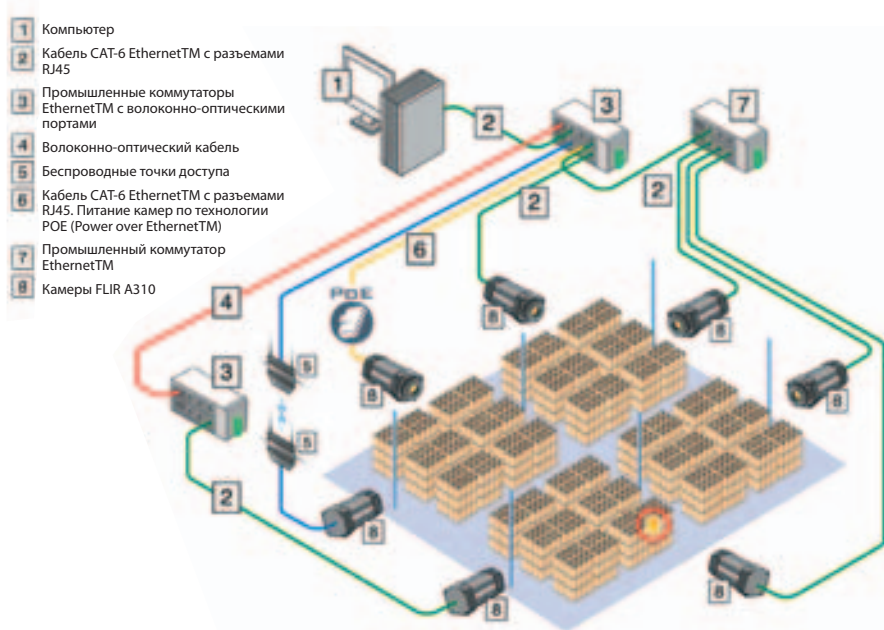 1 Компьютер
2 Кабель CAT-6 EthernetTM с разъемами
RJ45
3 Промышленные коммутаторы
EthernetTM с волоконно-оптическими
портами
4 Волоконно-оптический кабель
5 Беспроводные точки доступа
6 Кабель CAT-6 EthernetTM с разъемами
RJ45. Питание камер по технологии
POE (Power over EthernetTM)
7 Промышленный коммутатор
EthernetTM
8 Камеры FLIR A310
1
2
3
7
2
2
6
POE
4
8
8
3
5
8
8
5
2
8
8
8